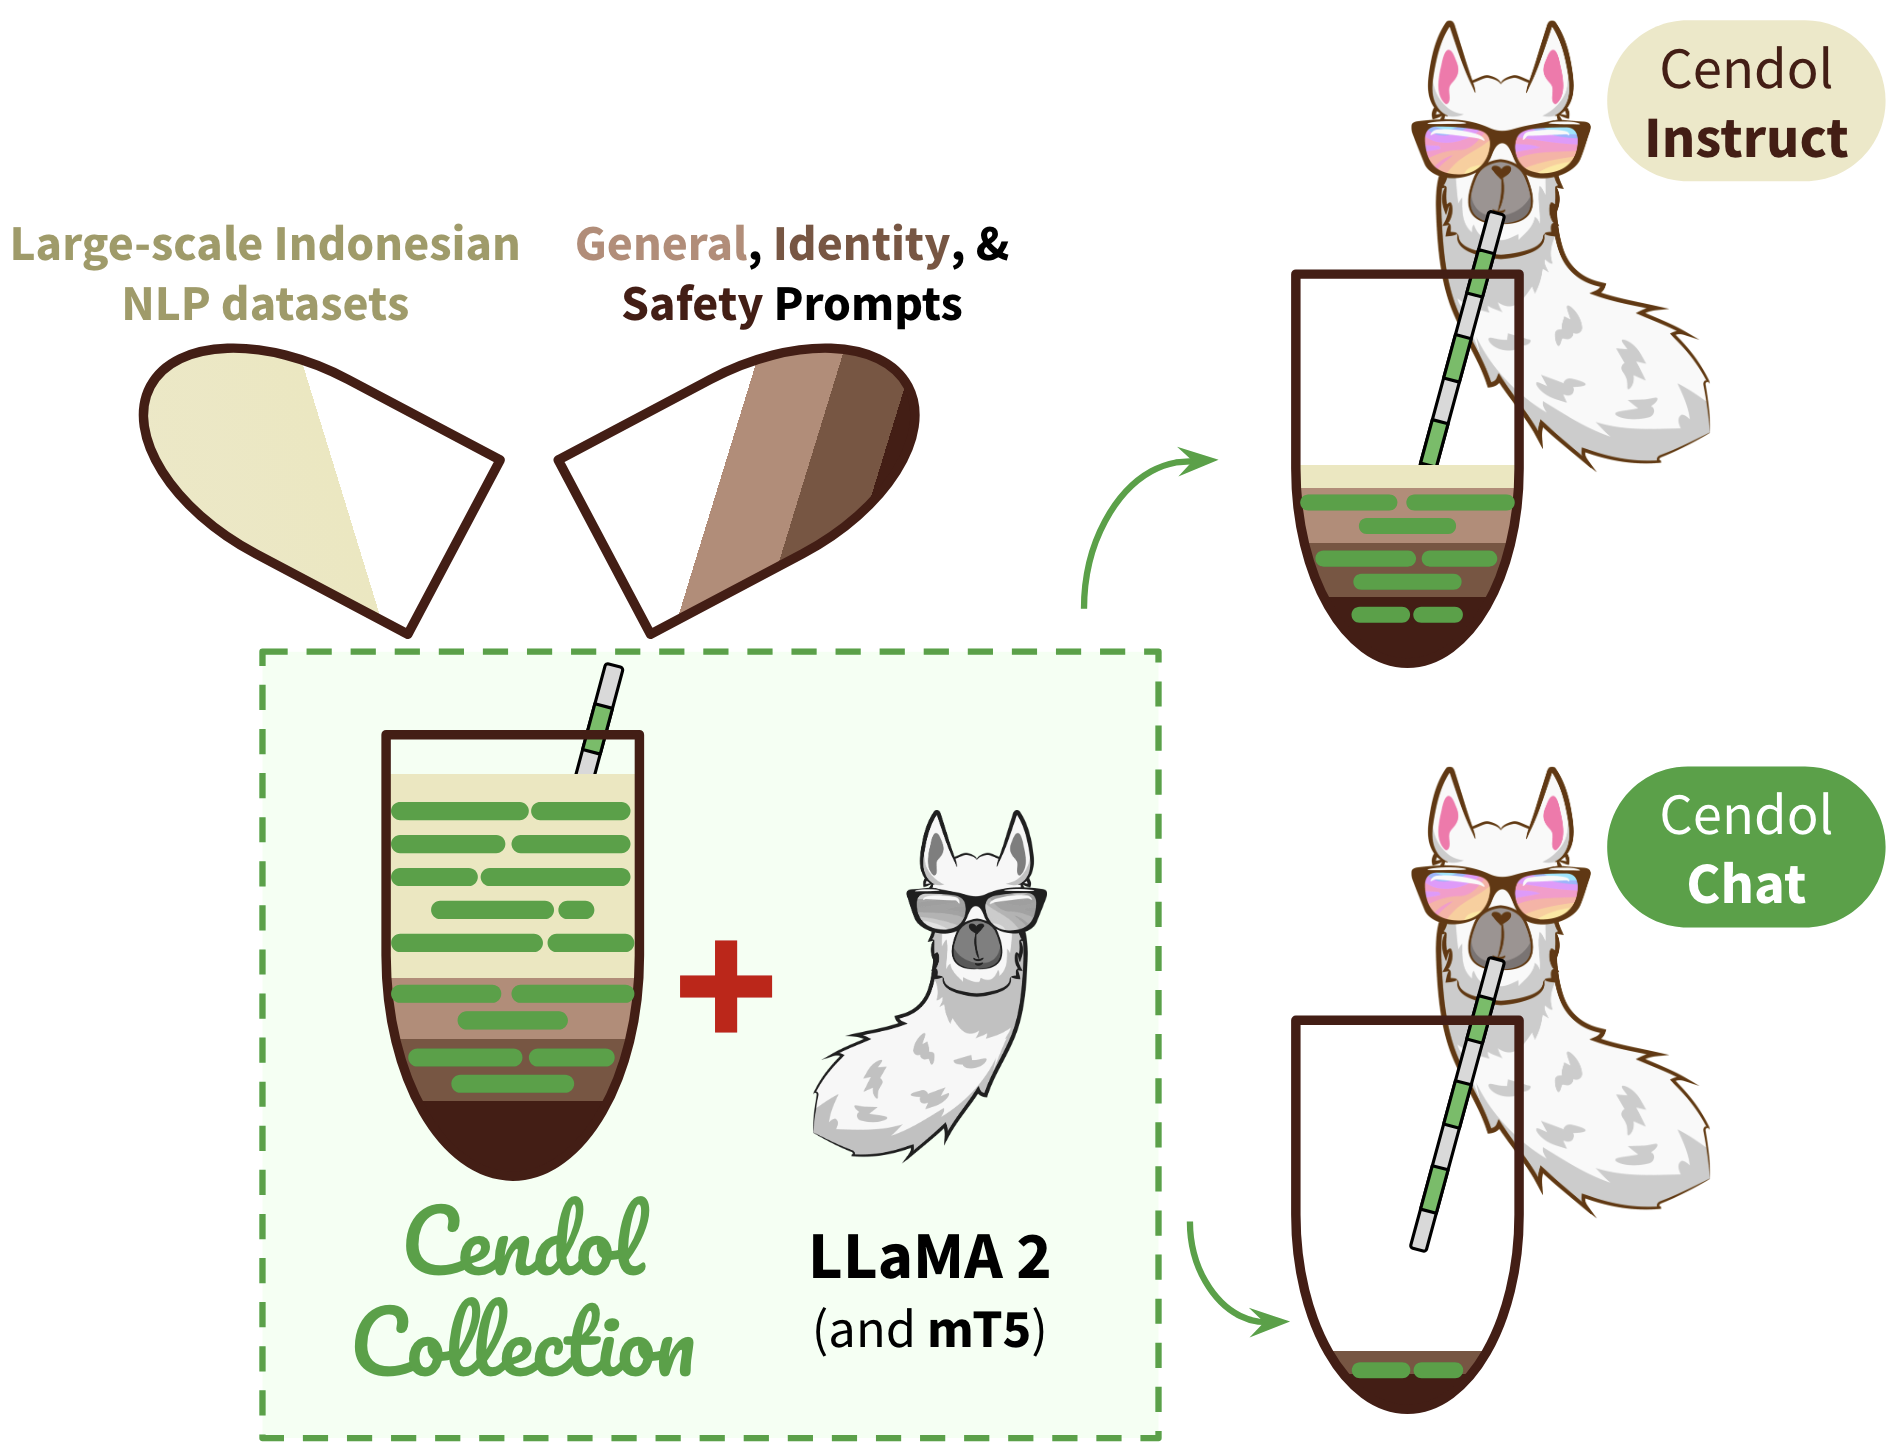 Large-scale Indonesian
NLP datasets
General, Identity, &
Safety Prompts
Cendol
Instruct
Cendol
Collection
LLaMA 2
(and mT5)
Cendol
Chat